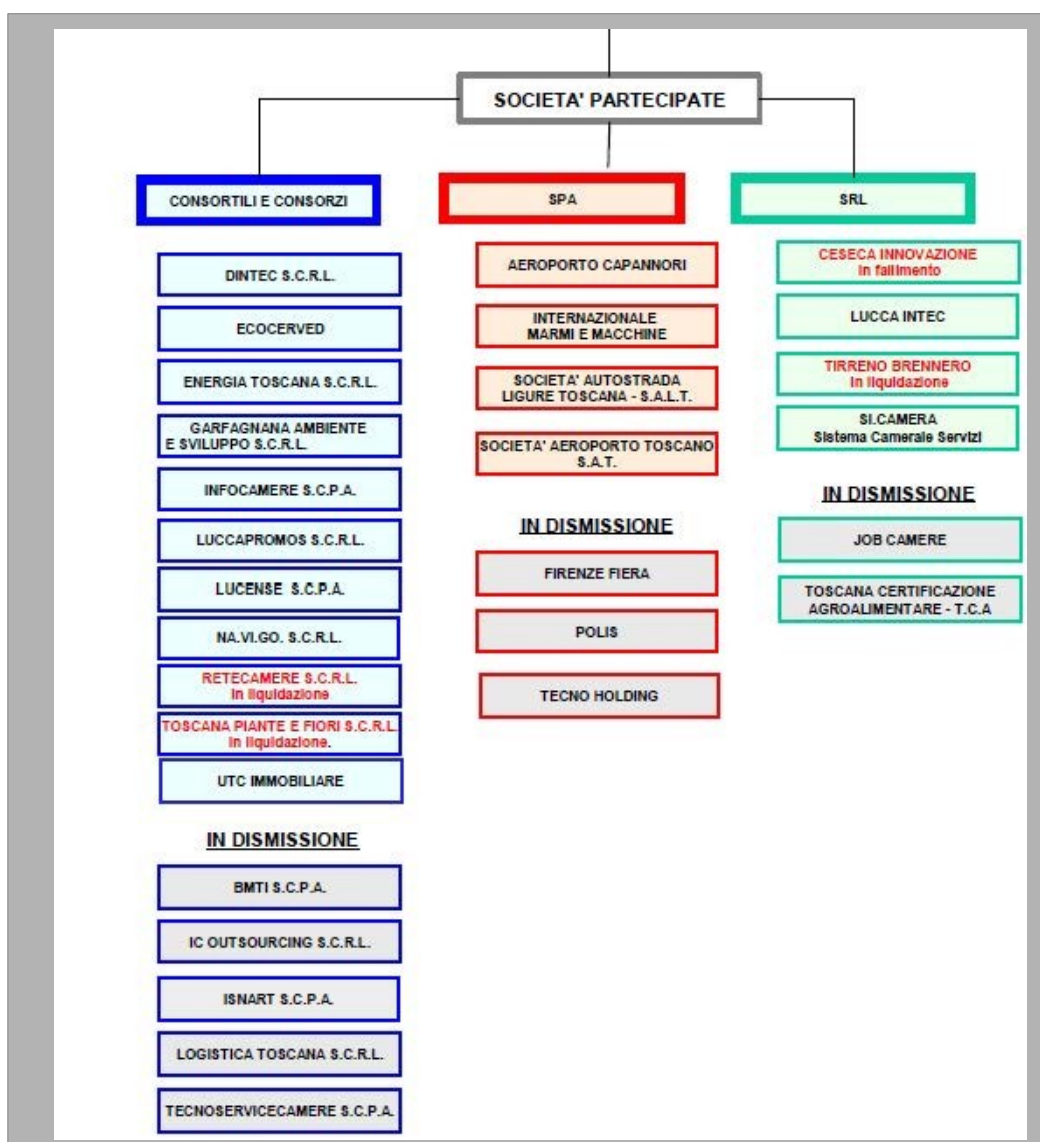 SOCIETA' PARTECIPATE
CONSORTILI E CONSORZI
DINTEC S.C.R.L.
ECOCERVED
ENERGIA TOSCANA S.C.R.L.
GARFAGNANA AMBIENTE
E SVILUPPO S.C.R.L.
INFOCAMERE S.C.P.A.
LUCCAPROMOS S.C.R.L.
LUCENSE S.C.P.A.
NA.VI.GO. S.C.R.L.
RETECAMERE S.C.R.L.
in liquidazione
TOSCANA PIANTE E FIORI S.C.R.L.
in liquidazione.
UTC IMMOBILIARE
IN DISMISSIONE
BMTI S.C.P.A.
IC OUTSOURCING S.C.R.L.
ISNART S.C.P.A.
LOGISTICA TOSCANA S.C.R.L.
TECNOSERVICECAMERE S.C.P.A.
SPA
AEROPORTO CAPANNORI
INTERNAZIONALE
MARMI E MACCHINE
SOCIETA' AUTOSTRADA
LIGURE TOSCANA - S.A.L.T.
SOCIETA' AEROPORTO TOSCANO
S.A.T.
IN DISMISSIONE
FIRENZE FIERA
POLIS
TECNO HOLDING
SRL
CESECA INNOVAZIONE
in fallimento
LUCCA INTEC
TIRRENO BRENNERO
in liquidazione
SI.CAMERA
Sistema Camerale Servizi
IN DISMISSIONE
JOB CAMERE
TOSCANA CERTIFICAZIONE
AGROALIMENTARE - T.C.A